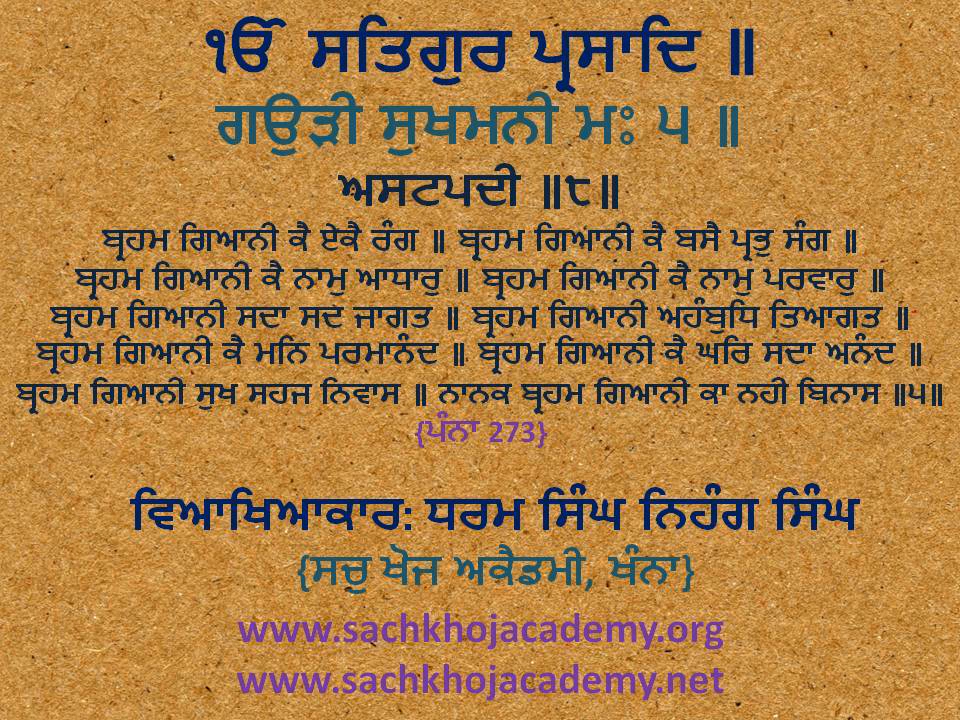 ੴ ਸਤਿਗੁਰ ਪ੍ਰਸਾਦਿ ॥
ਗਉੜੀ ਸੁਖਮਨੀ ਮਃ ੫ ॥
ਅਸਟਪਦੀ ॥੮॥
ਬ੍ਰਹਮ ਗਿਆਨੀ ਕੈ ਏਕੈ ਰੰਗ ॥ ਬ੍ਰਹਮ ਗਿਆਨੀ ਕੈ ਬਸੈ ਪ੍ਰਭੁ ਸੰਗ ॥
ਬ੍ਰਹਮ ਗਿਆਨੀ ਕੈ ਨਾਮੁ ਆਧਾਰੁ ॥ ਬ੍ਰਹਮ ਗਿਆਨੀ ਕੈ ਨਾਮੁ ਪਰਵਾਰੁ ॥
ਬ੍ਰਹਮ ਗਿਆਨੀ ਸਦਾ ਸਦ ਜਾਗਤ ॥ ਬ੍ਰਹਮ ਗਿਆਨੀ ਅਹੰਬੁਧਿ ਤਿਆਗਤ ॥
ਬ੍ਰਹਮ ਗਿਆਨੀ ਕੈ ਮਨਿ ਪਰਮਾਨੰਦ ॥ ਬ੍ਰਹਮ ਗਿਆਨੀ ਕੈ ਘਰਿ ਸਦਾ ਅਨੰਦ ॥
ਬ੍ਰਹਮ ਗਿਆਨੀ ਸੁਖ ਸਹਜ ਨਿਵਾਸ ॥ ਨਾਨਕ ਬ੍ਰਹਮ ਗਿਆਨੀ ਕਾ ਨਹੀ ਬਿਨਾਸ ॥੫॥
{ਪੰਨਾ 273}
ਵਿਆਖਿਆਕਾਰ: ਧਰਮ ਸਿੰਘ ਨਿਹੰਗ ਸਿੰਘ
{ਸਚੁ ਖੋਜ ਅਕੈਡਮੀ, ਖੰਨਾ}
www.sachkhojacademy.org
www.sachkhojacademy.net